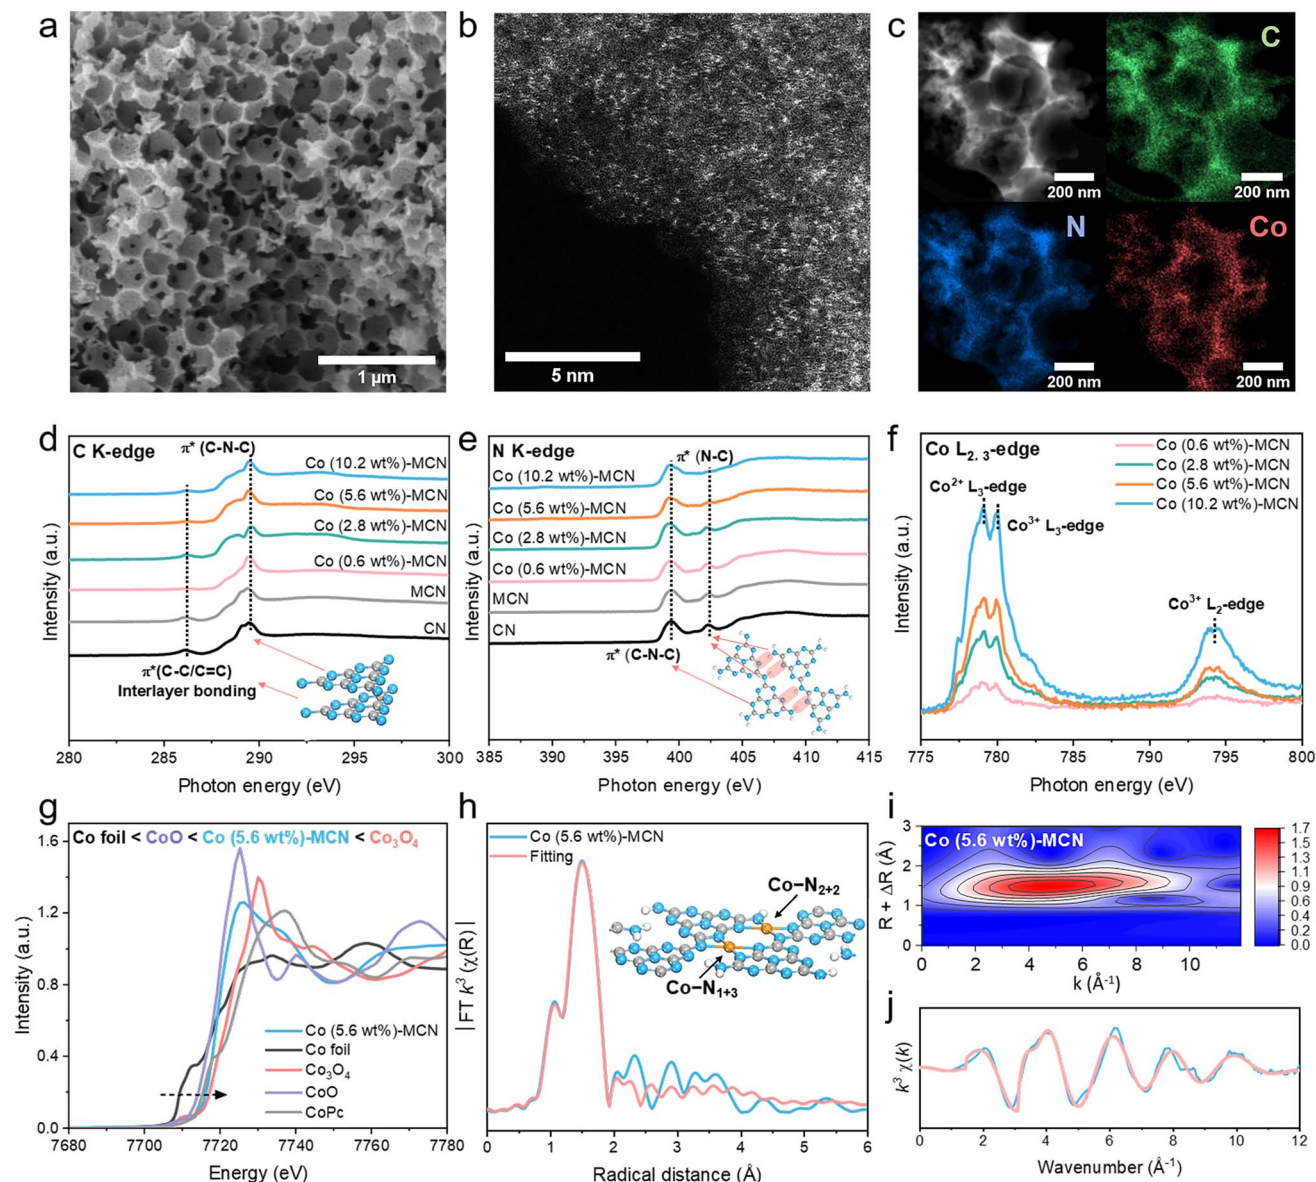 a
1 µm
b
5 nm
c
C
200 nm
200 nm
N
Co
200 nm
200 nm
d
C K-edge
π* (C-N-C)
Co (10.2 wt%)-MCN
Co (5.6 wt%)-MCN
Co (2.8 wt%)-MCN
Co (0.6 wt%)-MCN
MCN
CN
π*(C-C/C=C)
Interlayer bonding
Intensity (a.u.)
280 285 290 295 300
Photon energy (eV)
e
N K-edge
π* (N-C)
Co (10.2 wt%)-MCN
Co (5.6 wt%)-MCN
Co (2.8 wt%)-MCN
Co (0.6 wt%)-MCN
MCN
CN
π* (C-N-C)
Intensity (a.u.)
385 390 395 400 405 410 415
Photon energy (eV)
f
Co L2, 3-edge
Co (0.6 wt%)-MCN
Co (2.8 wt%)-MCN
Co (5.6 wt%)-MCN
Co (10.2 wt%)-MCN
Co²⁺ L₃-edge
Co³⁺ L₃-edge
Co³⁺ L₂-edge
Intensity (a.u.)
775 780 785 790 795 800
Photon energy (eV)
g
Co foil < CoO < Co (5.6 wt%)-MCN < Co₃O₄
1.6
1.2
0.8
0.4
0.0
Intensity (a.u.)
Co (5.6 wt%)-MCN
Co foil
Co₃O₄
CoO
CoPc
7680 7700 7720 7740 7760 7780
Energy (eV)
h
Co (5.6 wt%)-MCN
Fitting
Co−N₂₊₂
Co−N₁₊₃
| FT k³ (χ(R) |
0 1 2 3 4 5 6
Radical distance (Å)
i
Co (5.6 wt%)-MCN
3
2
1
0
R + ΔR (Å)
0 2 4 6 8 10
k (Å⁻¹)
1.7
1.5
1.3
1.1
0.9
0.7
0.4
0.2
0.0
j
k³ χ(k)
0 2 4 6 8 10 12
Wavenumber (Å⁻¹)